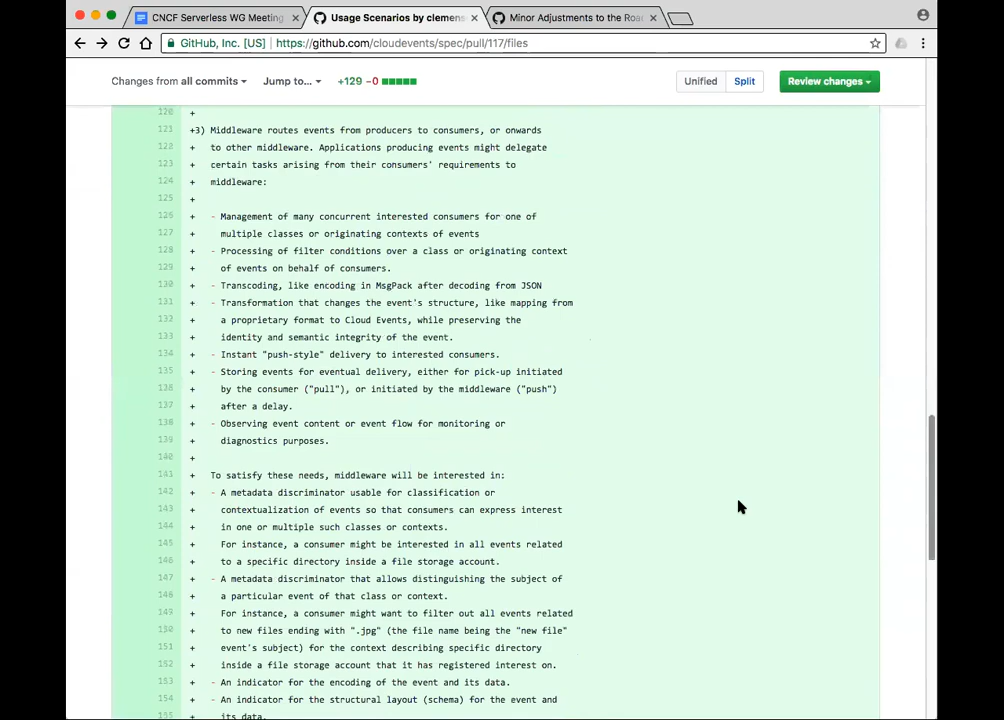 CNCF Serverless WG Meeting
Usage Scenarios by clemens
Minor Adjustments to the Roa
GitHub, Inc. [US] https://github.com/cloudevents/spec/pull/117/files
Changes from all commits Jump to... +129 −0 Unified Split Review changes
120 +
121 +3) Middleware routes events from producers to consumers, or onwards
122 + to other middleware. Applications producing events might delegate
123 + certain tasks arising from their consumers' requirements to
124 + middleware:
125 +
126 + - Management of many concurrent interested consumers for one of
127 + multiple classes or originating contexts of events
128 + - Processing of filter conditions over a class or originating context
129 + of events on behalf of consumers.
130 + - Transcoding, like encoding in MsgPack after decoding from JSON
131 + - Transformation that changes the event's structure, like mapping from
132 + a proprietary format to Cloud Events, while preserving the
133 + identity and semantic integrity of the event.
134 + - Instant "push-style" delivery to interested consumers.
135 + - Storing events for eventual delivery, either for pick-up initiated
136 + by the consumer ("pull"), or initiated by the middleware ("push")
137 + after a delay.
138 + - Observing event content or event flow for monitoring or
139 + diagnostics purposes.
140 +
141 + To satisfy these needs, middleware will be interested in:
142 + - A metadata discriminator usable for classification or
143 + contextualization of events so that consumers can express interest
144 + in one or multiple such classes or contexts.
145 + For instance, a consumer might be interested in all events related
146 + to a specific directory inside a file storage account.
147 + - A metadata discriminator that allows distinguishing the subject of
148 + a particular event of that class or context.
149 + For instance, a consumer might want to filter out all events related
150 + to new files ending with ".jpg" (the file name being the "new file"
151 + event's subject) for the context describing specific directory
152 + inside a file storage account that it has registered interest on.
153 + - An indicator for the encoding of the event and its data.
154 + - An indicator for the structural layout (schema) for the event and
155 + its data.